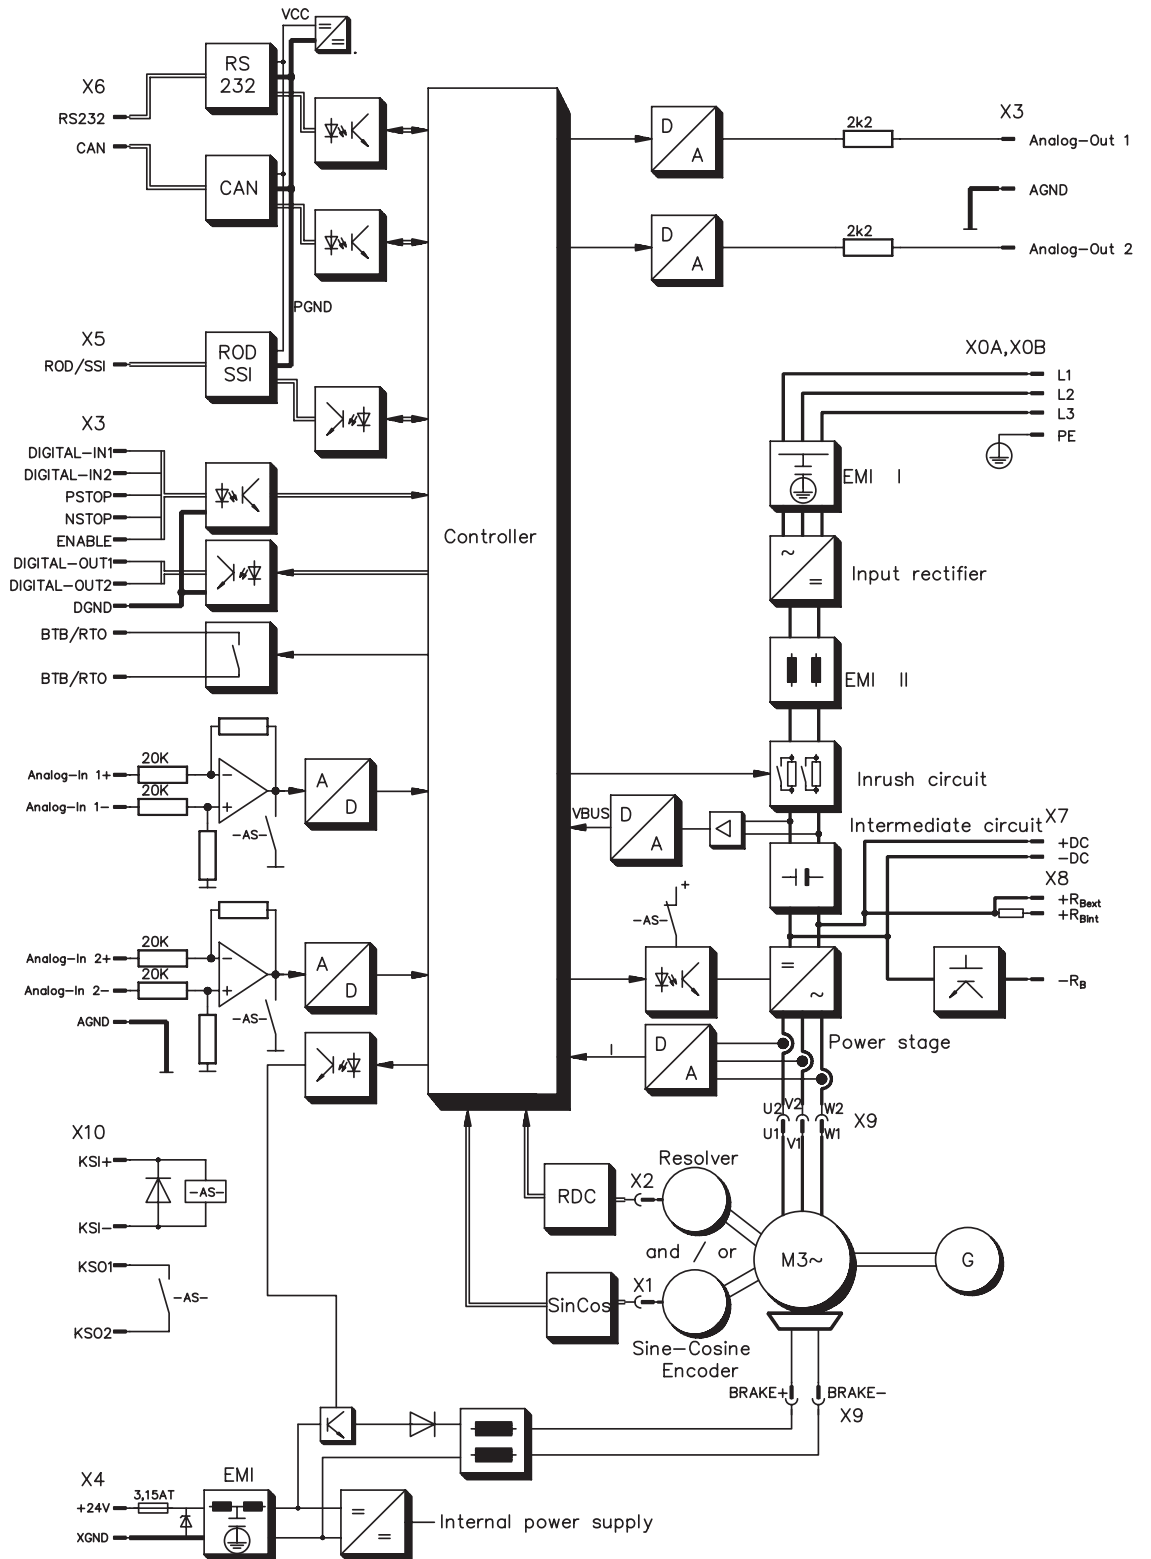 VCC
RS
232
X6
RS232
CAN
CAN
PGND
X5
ROD/SSI
ROD
SSI
X3
DIGITAL-IN1
DIGITAL-IN2
PSTOP
NSTOP
ENABLE
DIGITAL-OUT1
DIGITAL-OUT2
DGND
BTB/RTO
BTB/RTO
20K
Analog-In 1+
20K
Analog-In 1-
-
+
-AS-
A
D
20K
Analog-In 2+
20K
Analog-In 2-
-
+
-AS-
A
D
AGND
Controller
D
A
2k2
X3
Analog-Out 1
AGND
D
A
2k2
Analog-Out 2
X0A,X0B
L1
L2
L3
PE
EMI I
~
=
Input rectifier
EMI II
Inrush circuit
VBUS
D
A
Intermediate circuit
X7
+DC
-DC
X8
+RBext
+RBint
-RB
+
-AS-
=
~
Power stage
I
D
A
U2
V2
W2
U1
V1
W1
X9
X10
KSI+
-AS-
KSI-
KSO1
-AS-
KSO2
RDC
X2
Resolver
and / or
M3~
G
SinCos
X1
Sine-Cosine
Encoder
BRAKE+
BRAKE-
X9
X4
EMI
3,15AT
+24V
XGND
=
=
Internal power supply